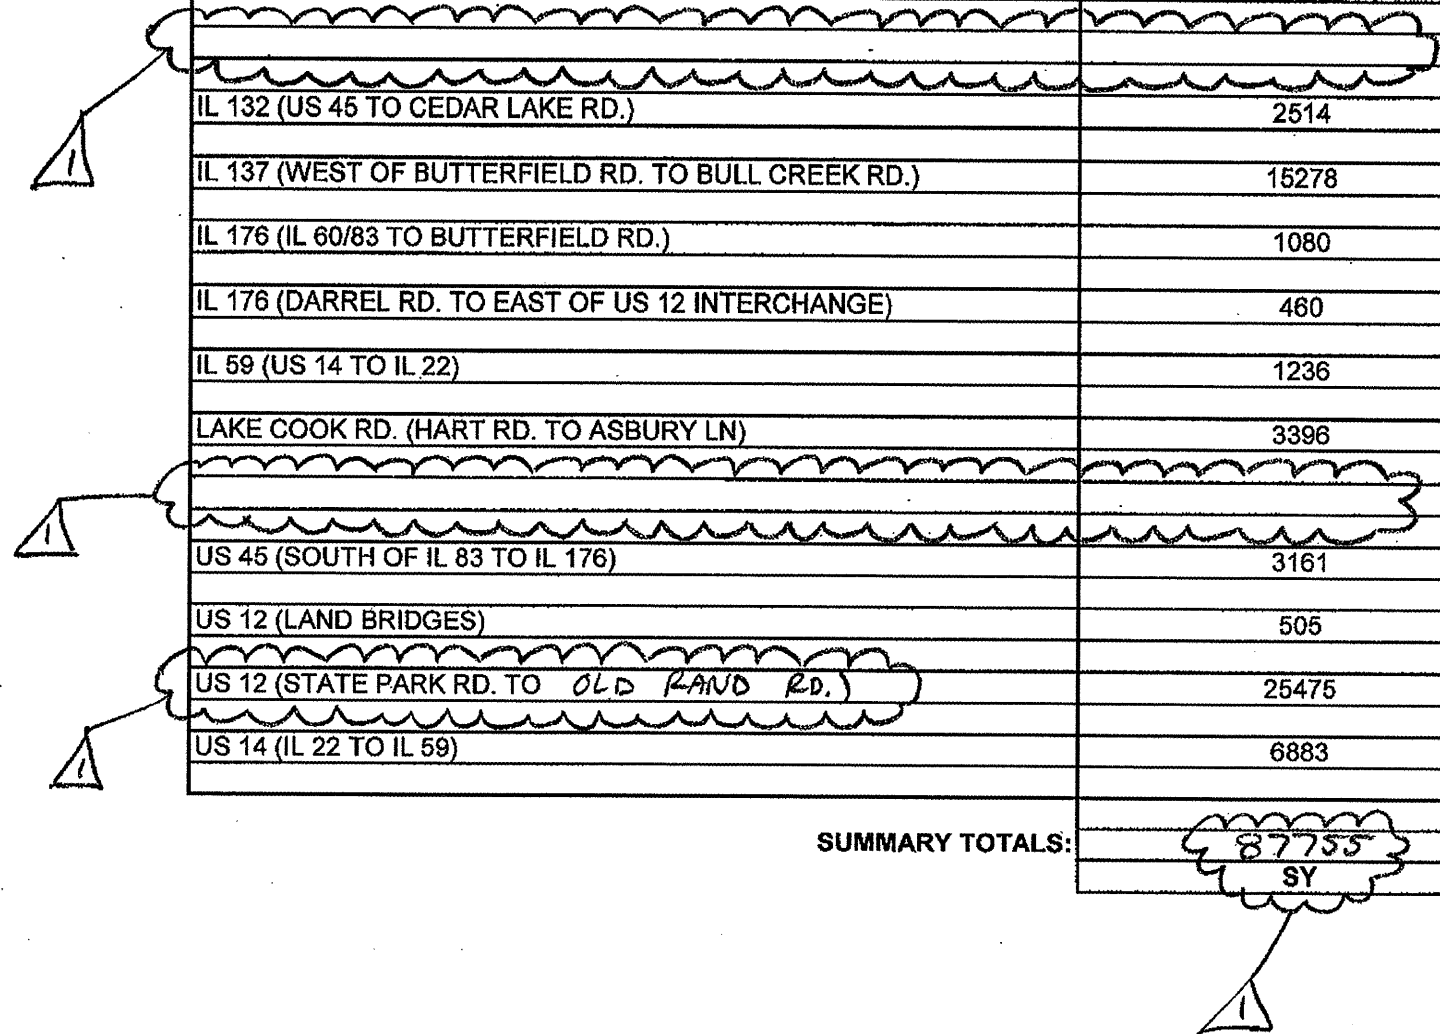 IL 132 (US 45 TO CEDAR LAKE RD.) 2514
1
IL 137 (WEST OF BUTTERFIELD RD. TO BULL CREEK RD.) 15278
IL 176 (IL 60/83 TO BUTTERFIELD RD.) 1080
IL 176 (DARREL RD. TO EAST OF US 12 INTERCHANGE) 460
IL 59 (US 14 TO IL 22) 1236
LAKE COOK RD. (HART RD. TO ASBURY LN) 3396
1
US 45 (SOUTH OF IL 83 TO IL 176) 3161
US 12 (LAND BRIDGES) 505
US 12 (STATE PARK RD. TO OLD RAND RD.) 25475
US 14 (IL 22 TO IL 59) 6883
1
SUMMARY TOTALS: 87755
SY
1